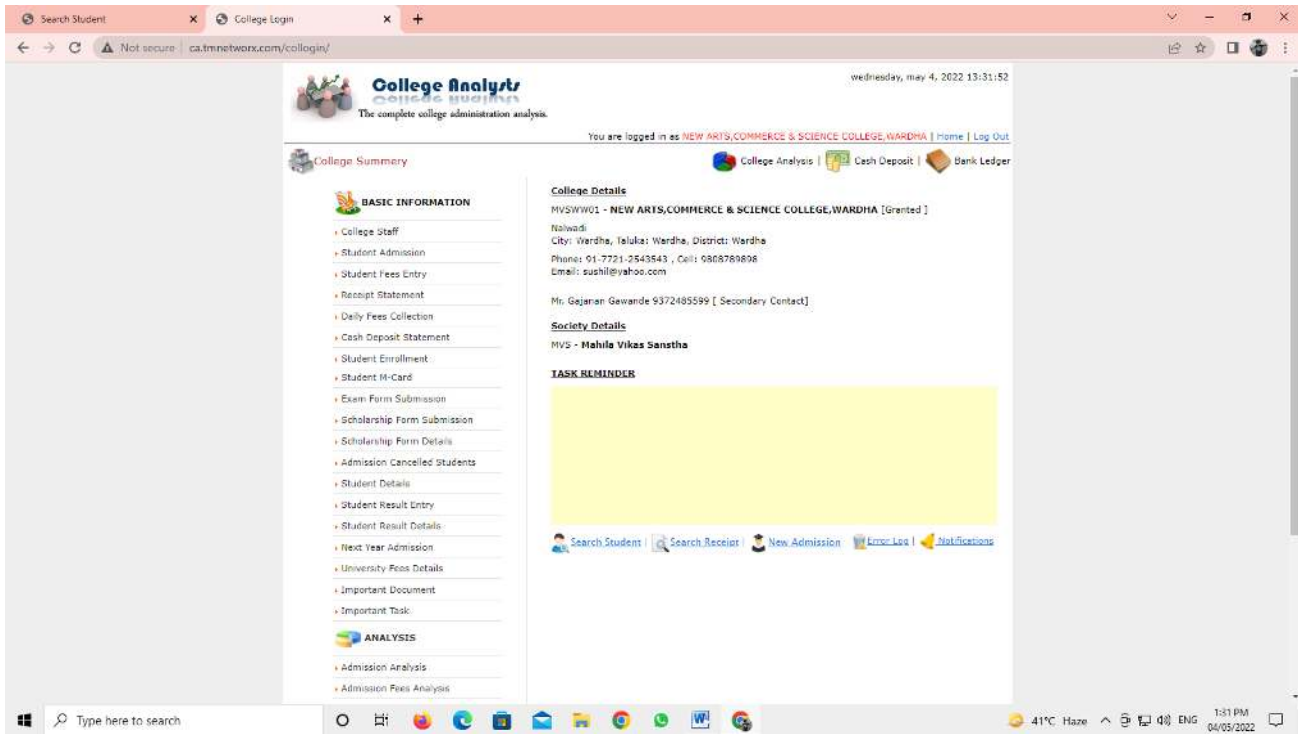 Search Student
College Login
Not secure | ca.tmnetworx.com/collogin/
College Analysts
The complete college administration analysis.
wednesday, may 4, 2022 13:31:52
You are logged in as NEW ARTS,COMMERCE & SCIENCE COLLEGE,WARDHA | Home | Log Out
College Summery
College Analysis | Cash Deposit | Bank Ledger
BASIC INFORMATION
College Staff
Student Admission
Student Fees Entry
Receipt Statement
Daily Fees Collection
Cash Deposit Statement
Student Enrollment
Student M-Card
Exam Form Submission
Scholarship Form Submission
Scholarship Form Details
Admission Cancelled Students
Student Details
Student Result Entry
Student Result Details
Next Year Admission
University Fees Details
Important Document
Important Task
ANALYSIS
Admission Analysis
Admission Fees Analysis
College Details
MVSWW01 - NEW ARTS,COMMERCE & SCIENCE COLLEGE,WARDHA [Granted ]
Nalwadi
City: Wardha, Taluka: Wardha, District: Wardha
Phone: 91-7721-2543543 , Cell: 9808789898
Email: sushil@yahoo.com
Mr. Gajanan Gawande 9372485599 [ Secondary Contact]
Society Details
MVS - Mahila Vikas Sanstha
TASK REMINDER
Search Student | Search Receipt | New Admission Error Log | Notifications
Type here to search
41°C Haze
ENG
1:31 PM
04/05/2022